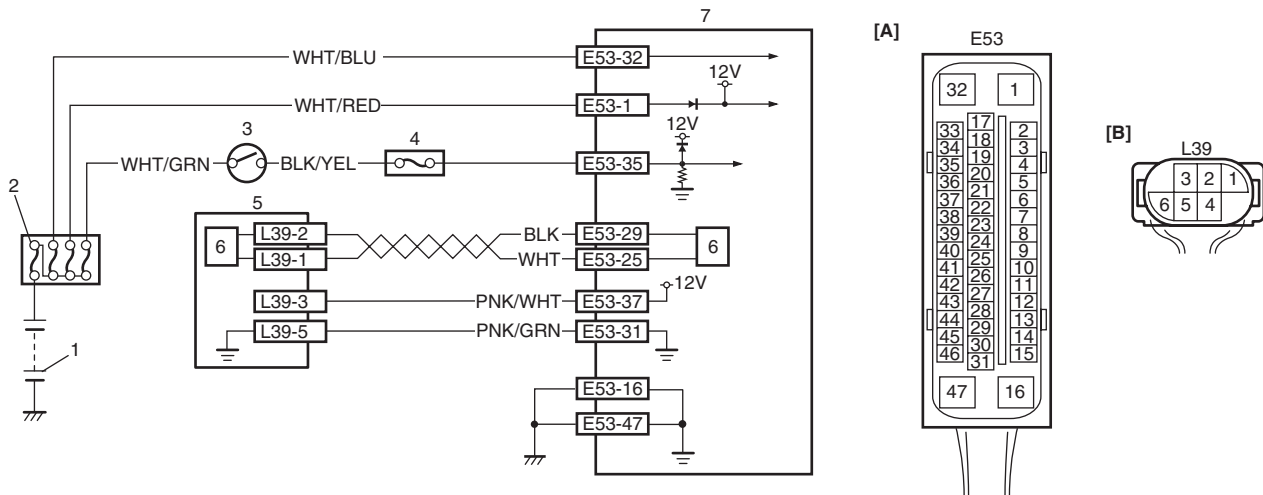 7
[A]
E53
WHT/BLU
E53-32
12V
WHT/RED
E53-1
3
4
12V
WHT/GRN
BLK/YEL
E53-35
2
5
6
L39-2
BLK
E53-29
6
L39-1
WHT
E53-25
L39-3
PNK/WHT
E53-37
12V
L39-5
PNK/GRN
E53-31
1
E53-16
E53-47
32 1
17
33 2
18
34 3
19
35 4
20
36 5
21
37 6
22
38 7
23
39 8
24
40 9
25
41 10
26
42 11
27
43 12
28
44 13
29
45 14
30
46 15
31
47 16
[B]
L39
3 2 1
6 5 4